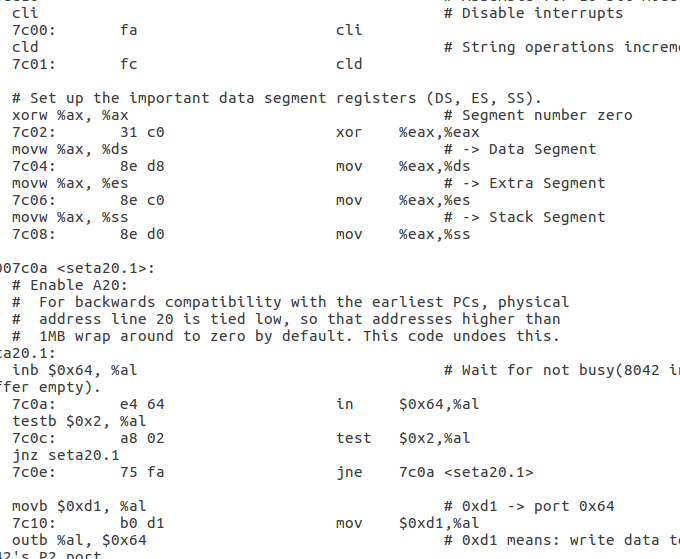 cli # Disable interrupts
7c00: fa cli
cld # String operations
7c01: fc cld
# Set up the important data segment registers (DS, ES, SS).
xorw %ax, %ax # Segment number zero
7c02: 31 c0 xor %eax,%eax
movw %ax, %ds # -> Data Segment
7c04: 8e d8 mov %eax,%ds
movw %ax, %es # -> Extra Segment
7c06: 8e c0 mov %eax,%es
movw %ax, %ss # -> Stack Segment
7c08: 8e d0 mov %eax,%ss
07c0a <seta20.1>:
# Enable A20:
# For backwards compatibility with the earliest PCs, physical
# address line 20 is tied low, so that addresses higher than
# 1MB wrap around to zero by default. This code undoes this.
ta20.1:
inb $0x64, %al # Wait for not busy(8042
ffer empty).
7c0a: e4 64 in $0x64,%al
testb $0x2, %al
7c0c: a8 02 test $0x2,%al
jnz seta20.1
7c0e: 75 fa jne 7c0a <seta20.1>
movb $0xd1, %al # 0xd1 -> port 0x64
7c10: b0 d1 mov $0xd1,%al
outb %al, $0x64 # 0xd1 means: write data
42's P2 port